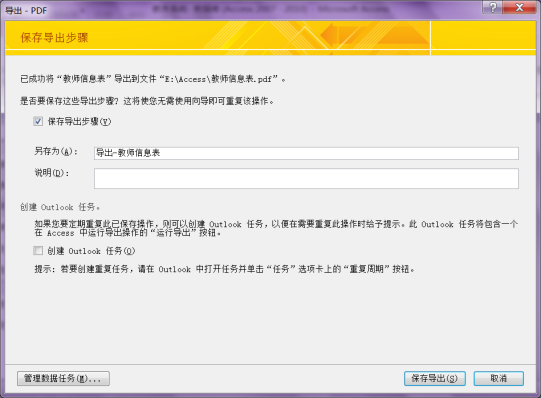 导出 - PDF
保存导出步骤
已成功将“教师信息表”导出到文件“E:\Access\教师信息表.pdf”。
是否要保存这些导出步骤? 这将使您无需使用向导即可重复该操作。
保存导出步骤(V)
另存为(A):
导出-教师信息表
说明(D):
创建 Outlook 任务。
如果您要定期重复此已保存操作，则可以创建 Outlook 任务，以便在需要重复此操作时给予提示。此 Outlook 任务将包含一个
在 Access 中运行导出操作的“运行导出”按钮。
创建 Outlook 任务(O)
提示: 若要创建重复任务，请在 Outlook 中打开任务并单击“任务”选项卡上的“重复周期”按钮。
管理数据任务(M)...
保存导出(S)
取消